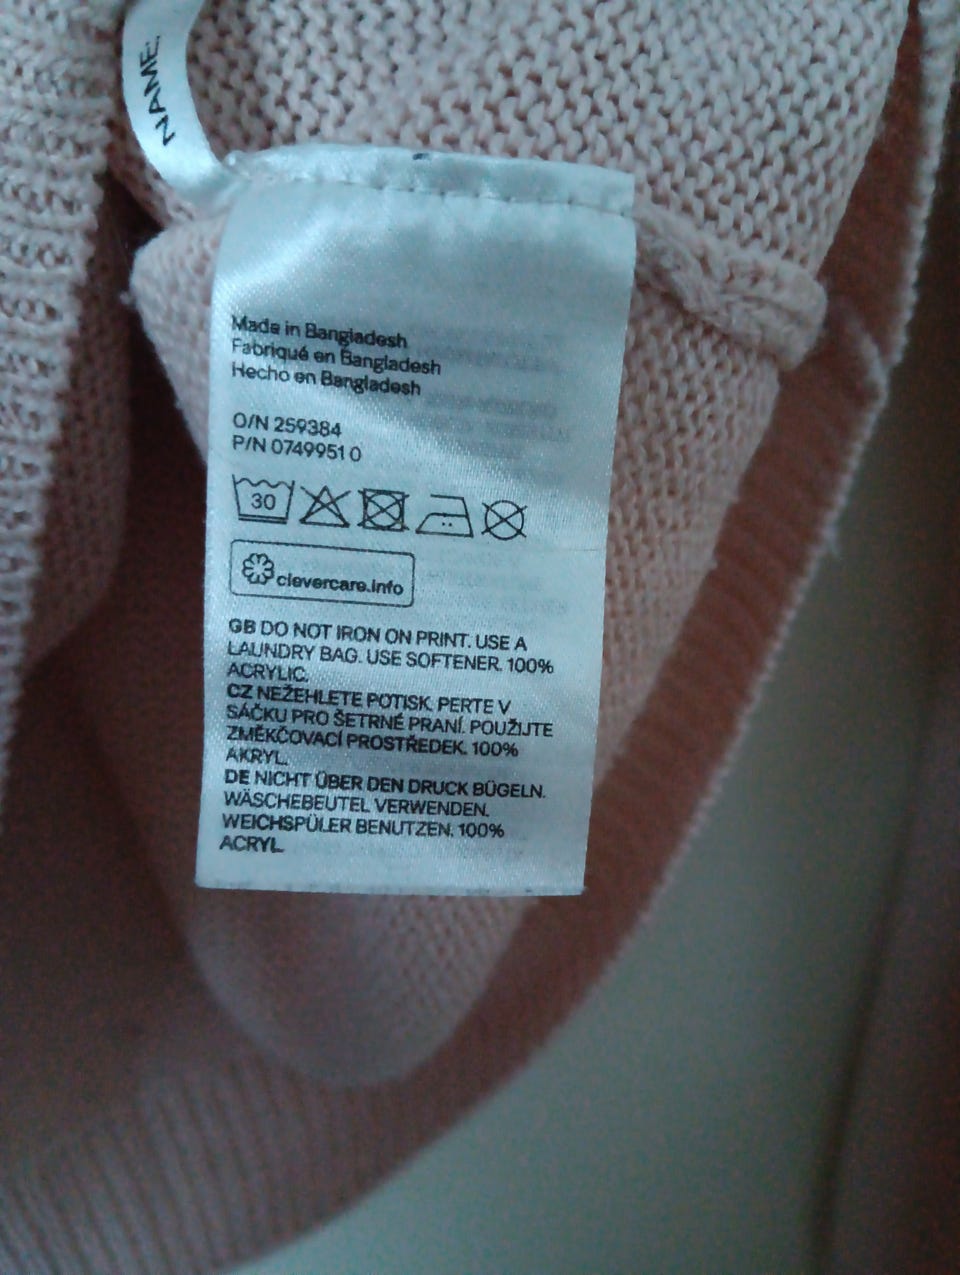 NAME:
Made in Bangladesh
Fabriqué en Bangladesh
Hecho en Bangladesh
O/N 259384
P/N 0749951 0
30
clevercare.info
GB DO NOT IRON ON PRINT. USE A
LAUNDRY BAG. USE SOFTENER. 100%
ACRYLIC.
CZ NEŽEHLETE POTISK. PERTE V
SÁČKU PRO ŠETRNÉ PRANÍ. POUŽIJTE
ZMĚKČOVACÍ PROSTŘEDEK. 100%
AKRYL.
DE NICHT ÜBER DEN DRUCK BÜGELN.
WÄSCHEBEUTEL VERWENDEN.
WEICHSPÜLER BENUTZEN. 100%
ACRYL.